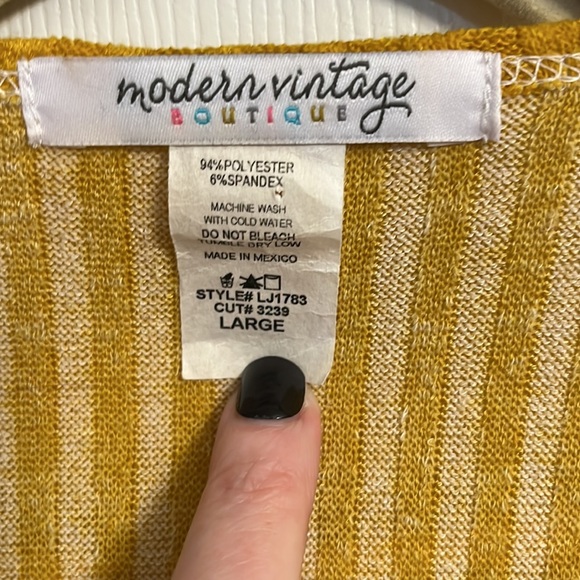 modern vintage
BOUTIQUE
94%POLYESTER
6%SPANDEX
MACHINE WASH
WITH COLD WATER
DO NOT BLEACH
TUMBLE DRY LOW
MADE IN MEXICO
STYLE# LJ1783
CUT# 3239
LARGE